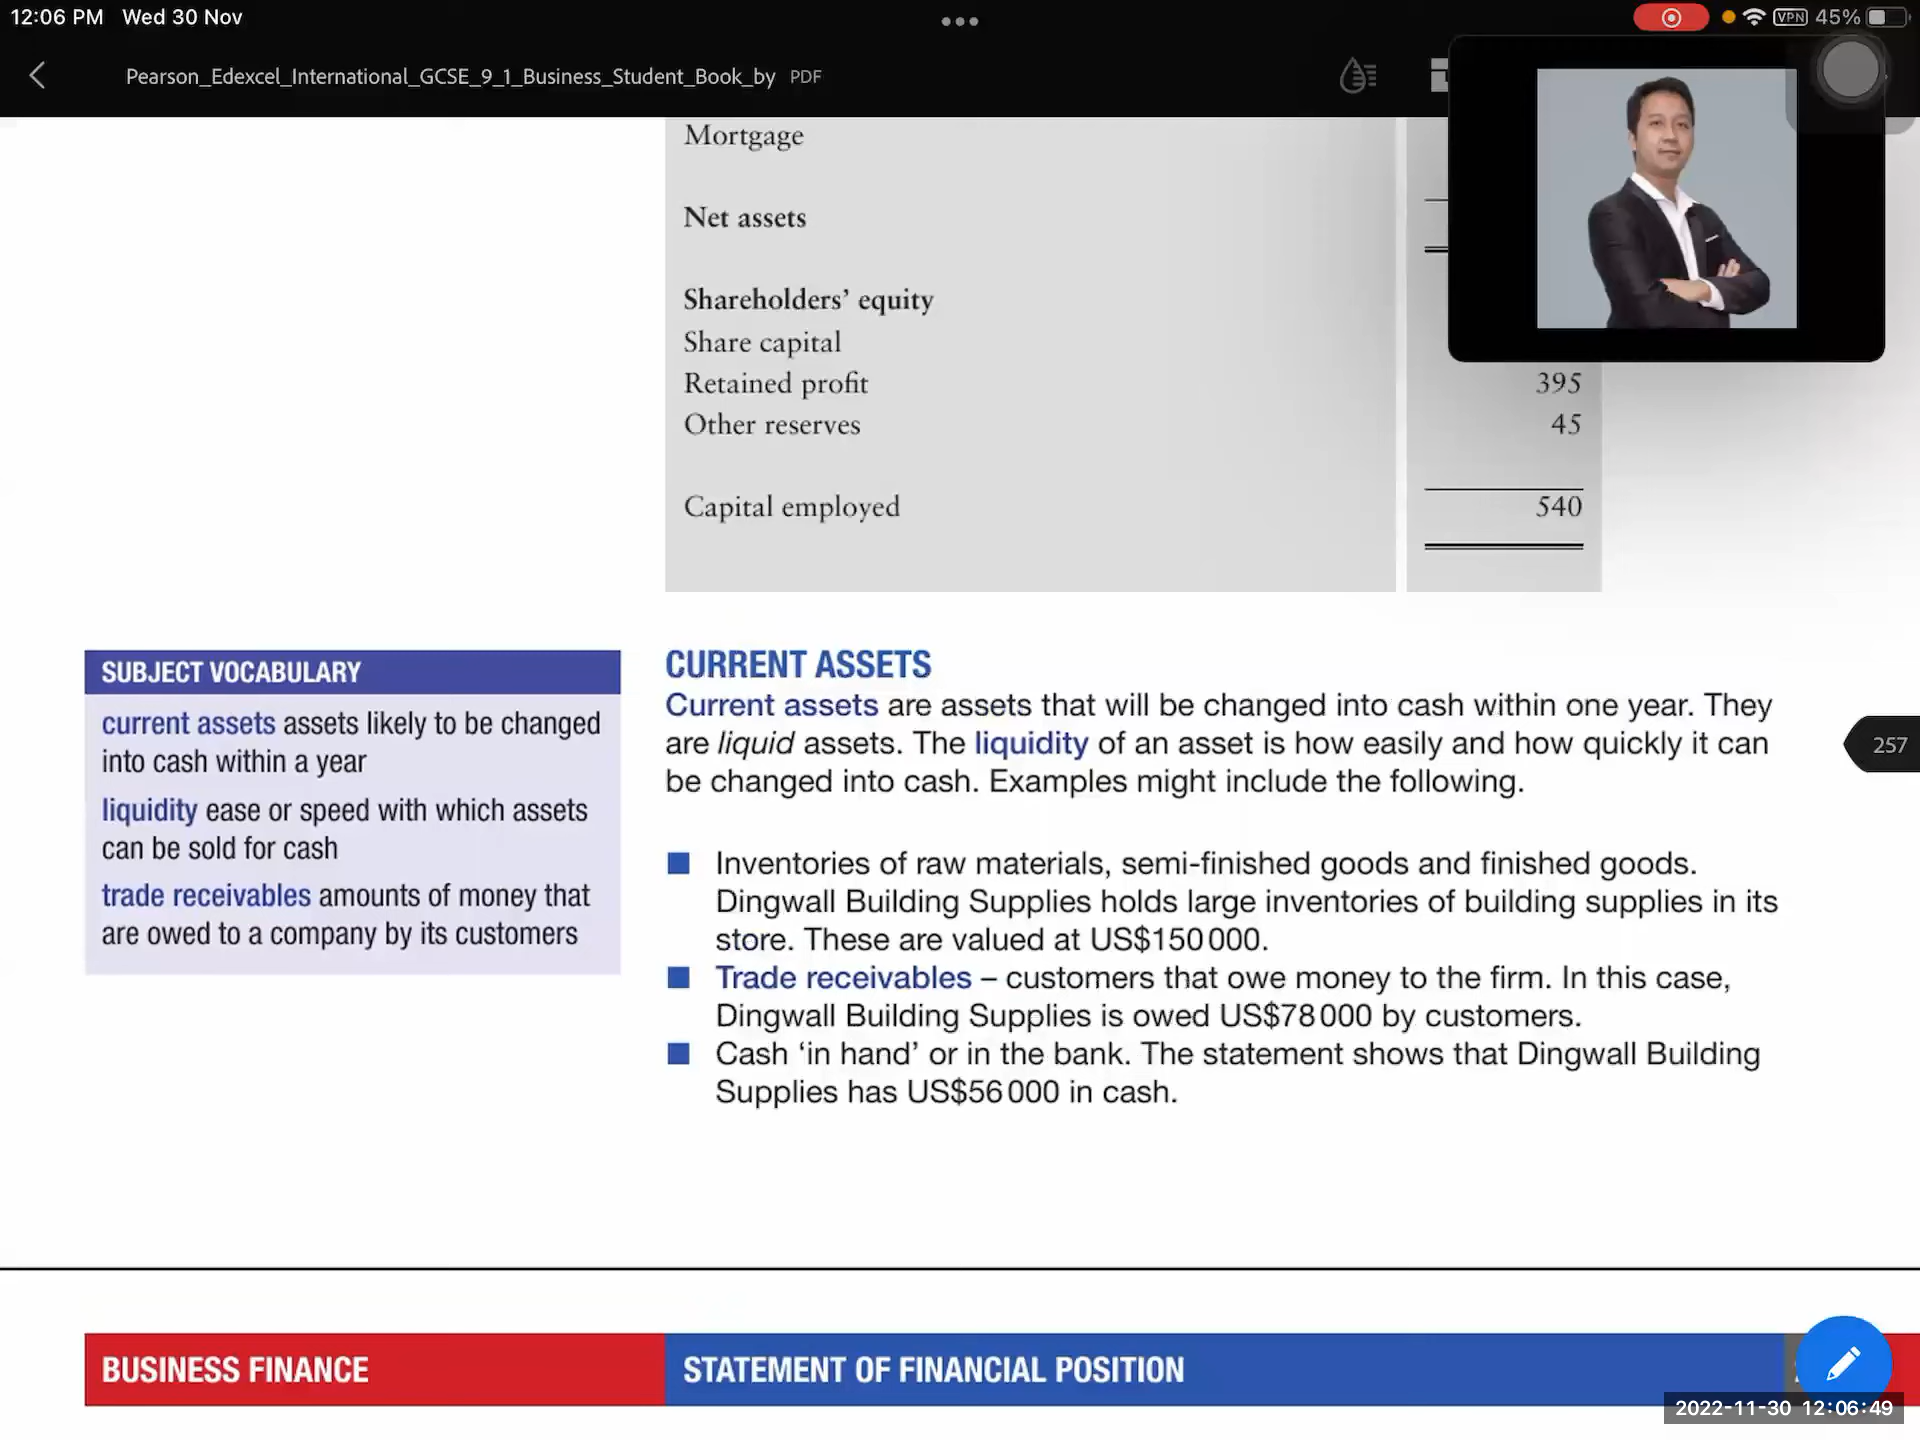 12:06 PM Wed 30 Nov
VPN 45%
Pearson_Edexcel_International_GCSE_9_1_Business_Student_Book_by PDF
Mortgage
Net assets
Shareholders’ equity
Share capital
Retained profit 395
Other reserves 45
Capital employed 540
SUBJECT VOCABULARY
current assets assets likely to be changed
into cash within a year
liquidity ease or speed with which assets
can be sold for cash
trade receivables amounts of money that
are owed to a company by its customers
CURRENT ASSETS
Current assets are assets that will be changed into cash within one year. They
are liquid assets. The liquidity of an asset is how easily and how quickly it can
be changed into cash. Examples might include the following.
Inventories of raw materials, semi-finished goods and finished goods.
Dingwall Building Supplies holds large inventories of building supplies in its
store. These are valued at US$150 000.
Trade receivables – customers that owe money to the firm. In this case,
Dingwall Building Supplies is owed US$78 000 by customers.
Cash ‘in hand’ or in the bank. The statement shows that Dingwall Building
Supplies has US$56 000 in cash.
257
BUSINESS FINANCE
STATEMENT OF FINANCIAL POSITION
2022-11-30 12:06:49